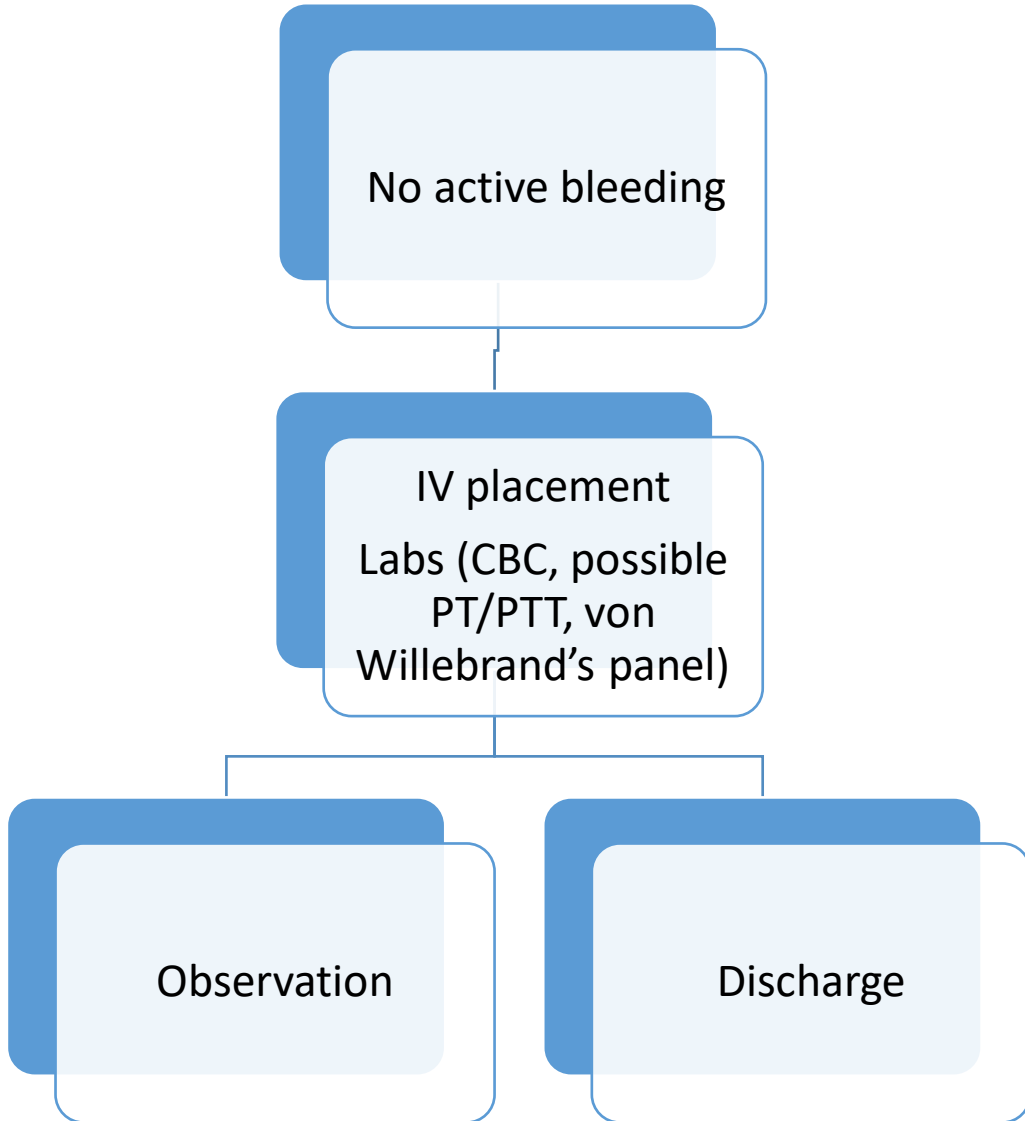 No active bleeding
IV placement
Labs (CBC, possible
PT/PTT, von
Willebrand’s panel)
Observation
Discharge